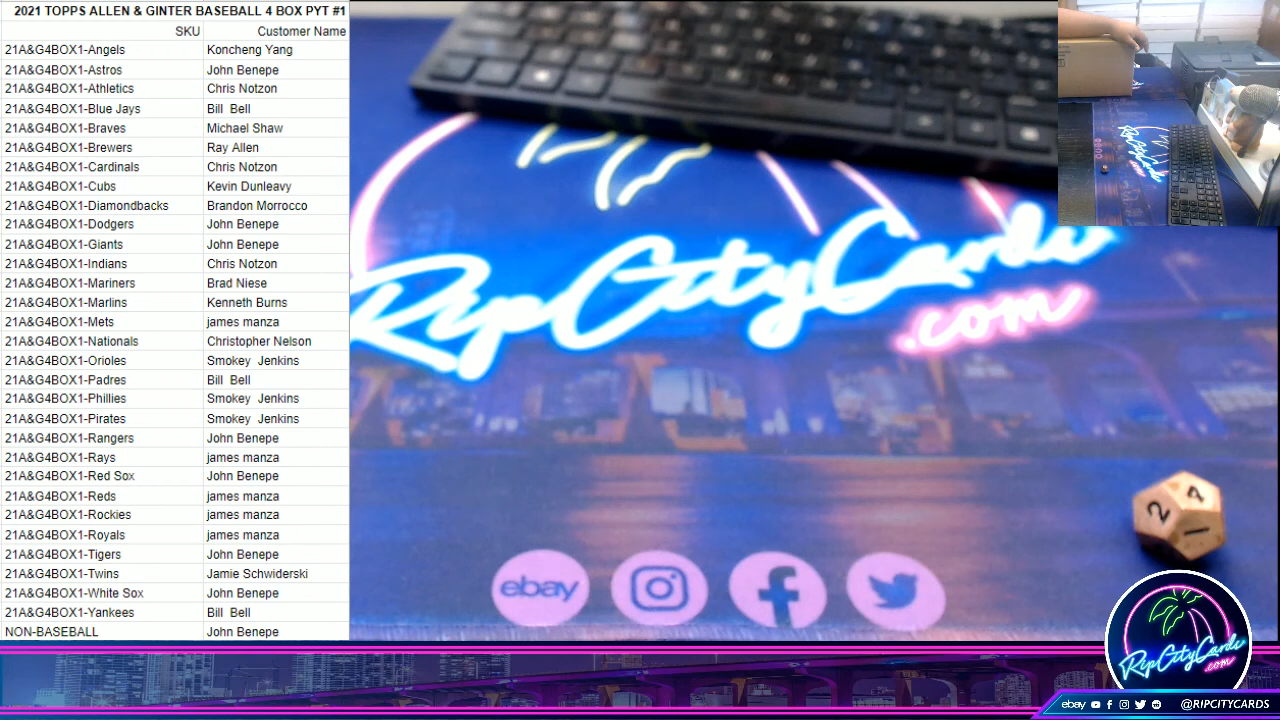 2021 TOPPS ALLEN & GINTER BASEBALL 4 BOX PYT #1
SKU Customer Name
21A&G4BOX1-Angels Koncheng Yang
21A&G4BOX1-Astros John Benepe
21A&G4BOX1-Athletics Chris Notzon
21A&G4BOX1-Blue Jays Bill Bell
21A&G4BOX1-Braves Michael Shaw
21A&G4BOX1-Brewers Ray Allen
21A&G4BOX1-Cardinals Chris Notzon
21A&G4BOX1-Cubs Kevin Dunleavy
21A&G4BOX1-Diamondbacks Brandon Morrocco
21A&G4BOX1-Dodgers John Benepe
21A&G4BOX1-Giants John Benepe
21A&G4BOX1-Indians Chris Notzon
21A&G4BOX1-Mariners Brad Niese
21A&G4BOX1-Marlins Kenneth Burns
21A&G4BOX1-Mets james manza
21A&G4BOX1-Nationals Christopher Nelson
21A&G4BOX1-Orioles Smokey Jenkins
21A&G4BOX1-Padres Bill Bell
21A&G4BOX1-Phillies Smokey Jenkins
21A&G4BOX1-Pirates Smokey Jenkins
21A&G4BOX1-Rangers John Benepe
21A&G4BOX1-Rays james manza
21A&G4BOX1-Red Sox John Benepe
21A&G4BOX1-Reds james manza
21A&G4BOX1-Rockies james manza
21A&G4BOX1-Royals james manza
21A&G4BOX1-Tigers John Benepe
21A&G4BOX1-Twins Jamie Schwiderski
21A&G4BOX1-White Sox John Benepe
21A&G4BOX1-Yankees Bill Bell
NON-BASEBALL John Benepe
RipCityCards
.com
2 4
1
ebay
RipCityCards
.com
ebay @RIPCITYCARDS